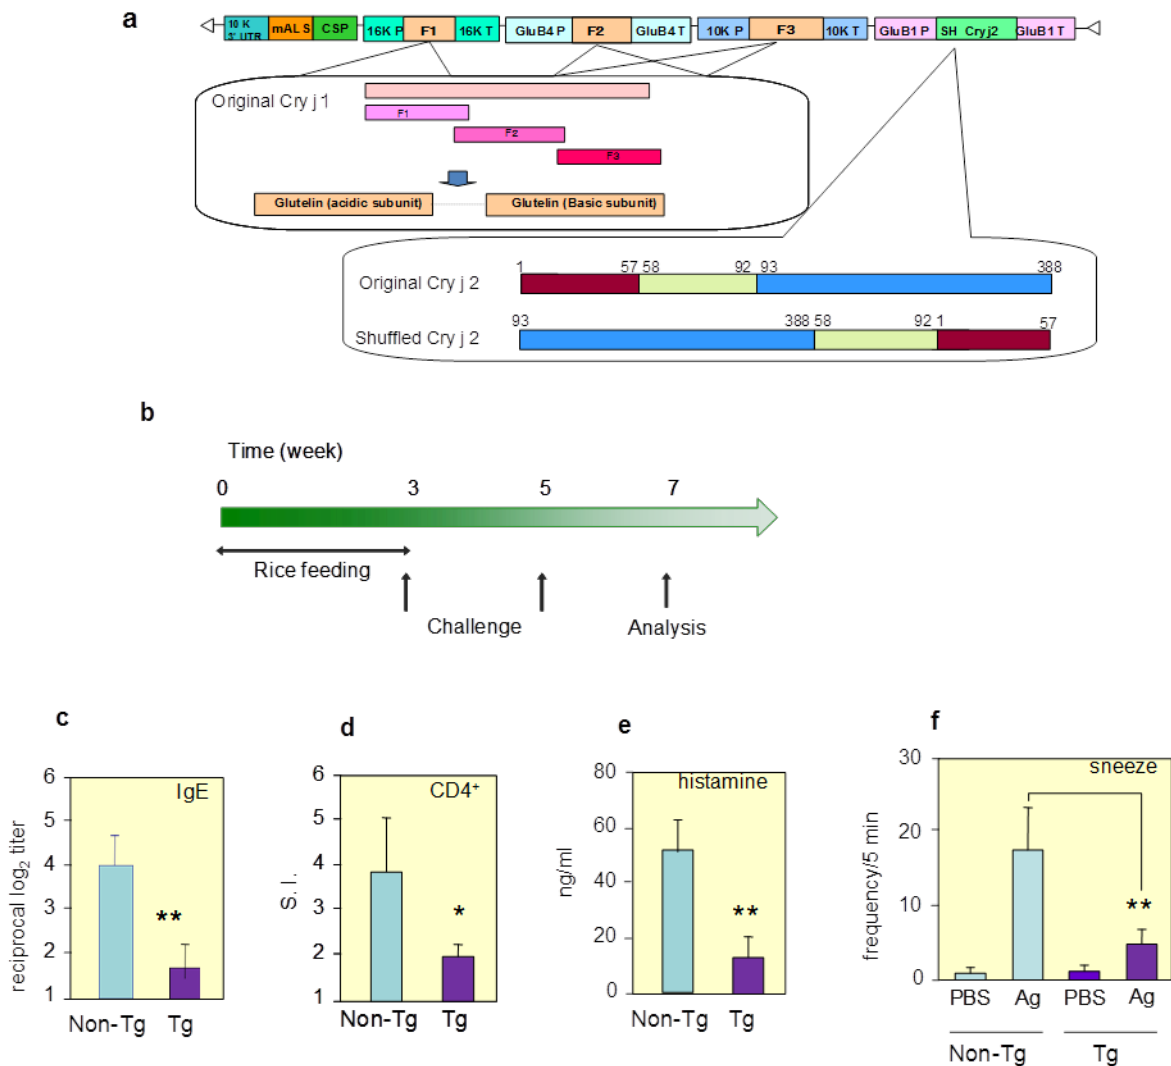 a
10 K
3' UTR mALS CSP 16K P F1 16K T GluB4 P F2 GluB4 T 10K P F3 10K T GluB1 P SH Cry j2 GluB1 T
Original Cry j 1
F1
F2
F3
Glutelin (acidic subunit) Glutelin (Basic subunit)
1 57 58 92 93 388
Original Cry j 2
93 388 58 92 1 57
Shuffled Cry j 2
b
Time (week)
0 3 5 7
Rice feeding
Challenge Analysis
c
6
5
4
3
2
1
reciprocal log₂ titer
IgE
**
Non-Tg Tg
d
6
5
4
3
2
1
S. I.
CD4⁺
*
Non-Tg Tg
e
80
60
40
20
0
ng/ml
histamine
**
Non-Tg Tg
f
30
20
10
0
frequency/5 min
sneeze
**
PBS Ag PBS Ag
Non-Tg Tg